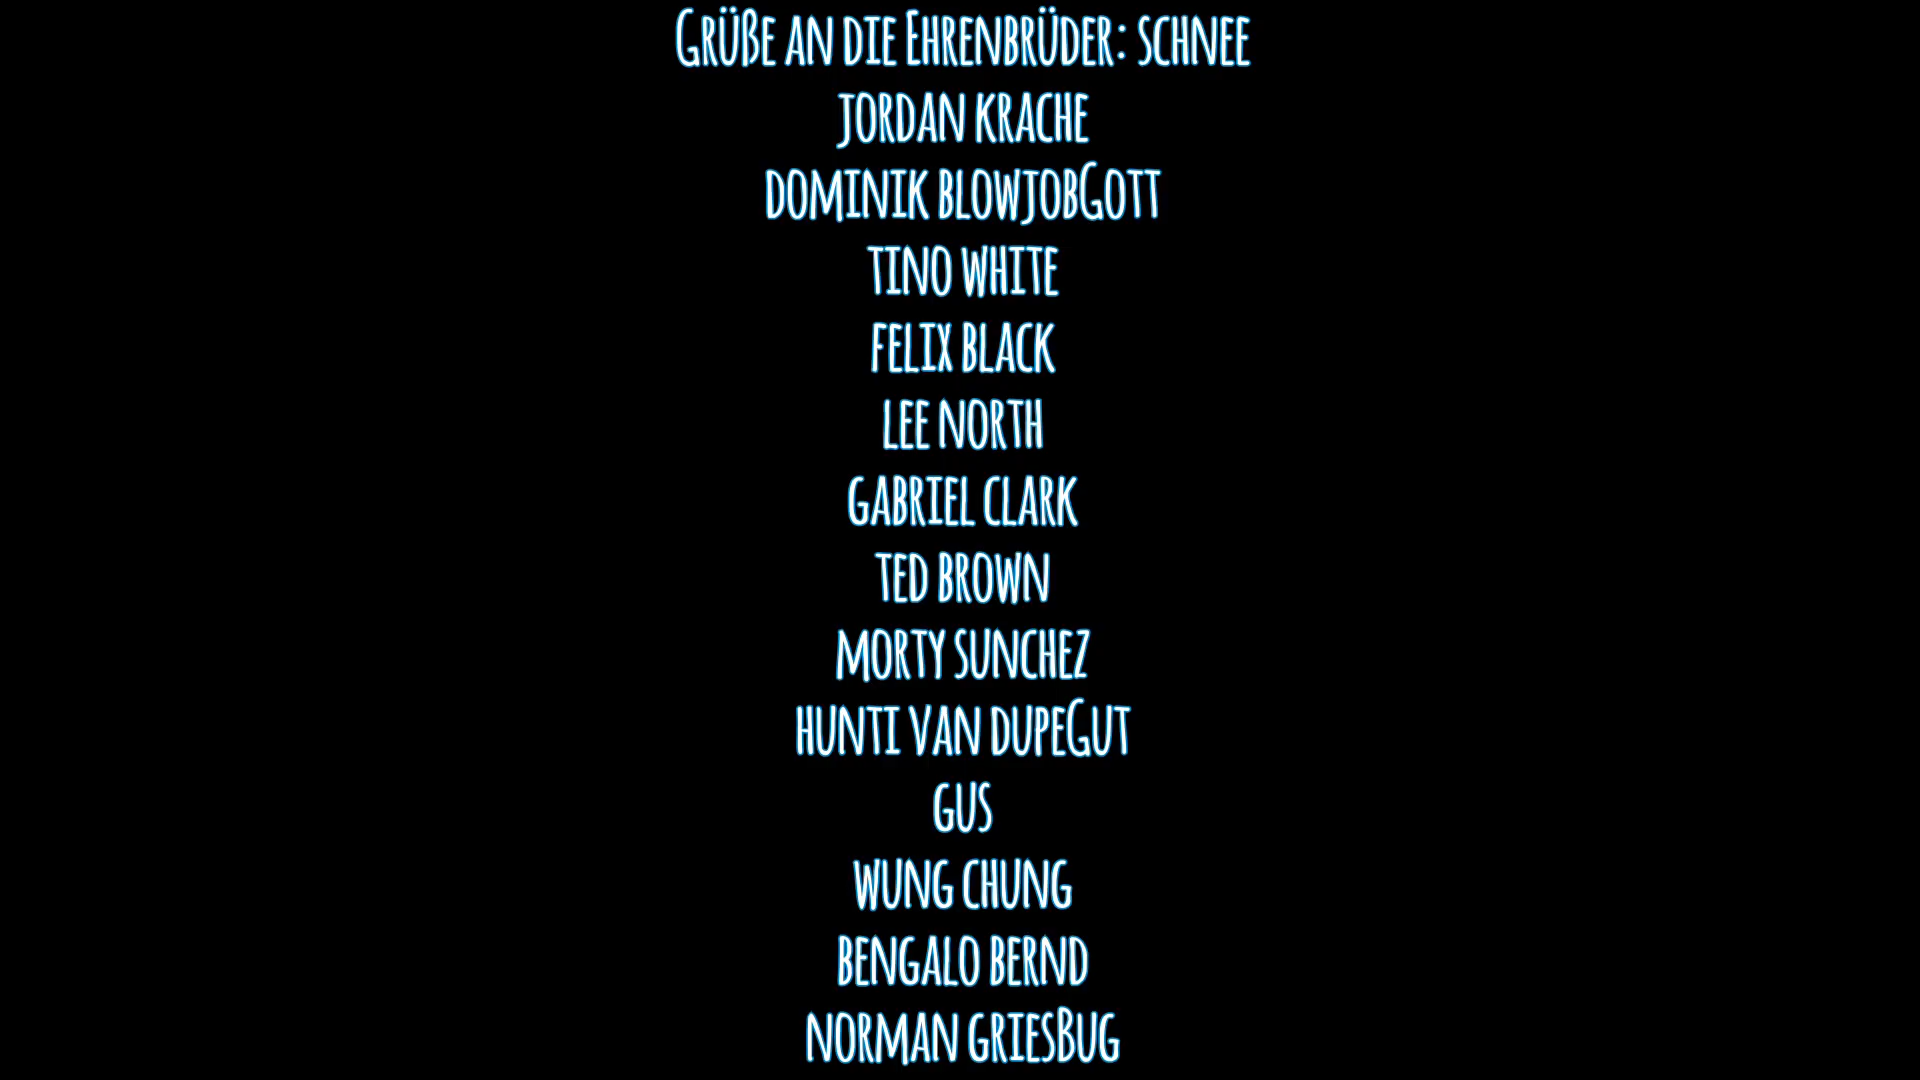 Grüße an die Ehrenbrüder: schnee
jordan krache
dominik blowjobGott
tino white
felix black
lee north
gabriel clark
ted brown
morty sunchez
hunti van dupeGut
gus
wung chung
bengalo bernd
norman griesBug